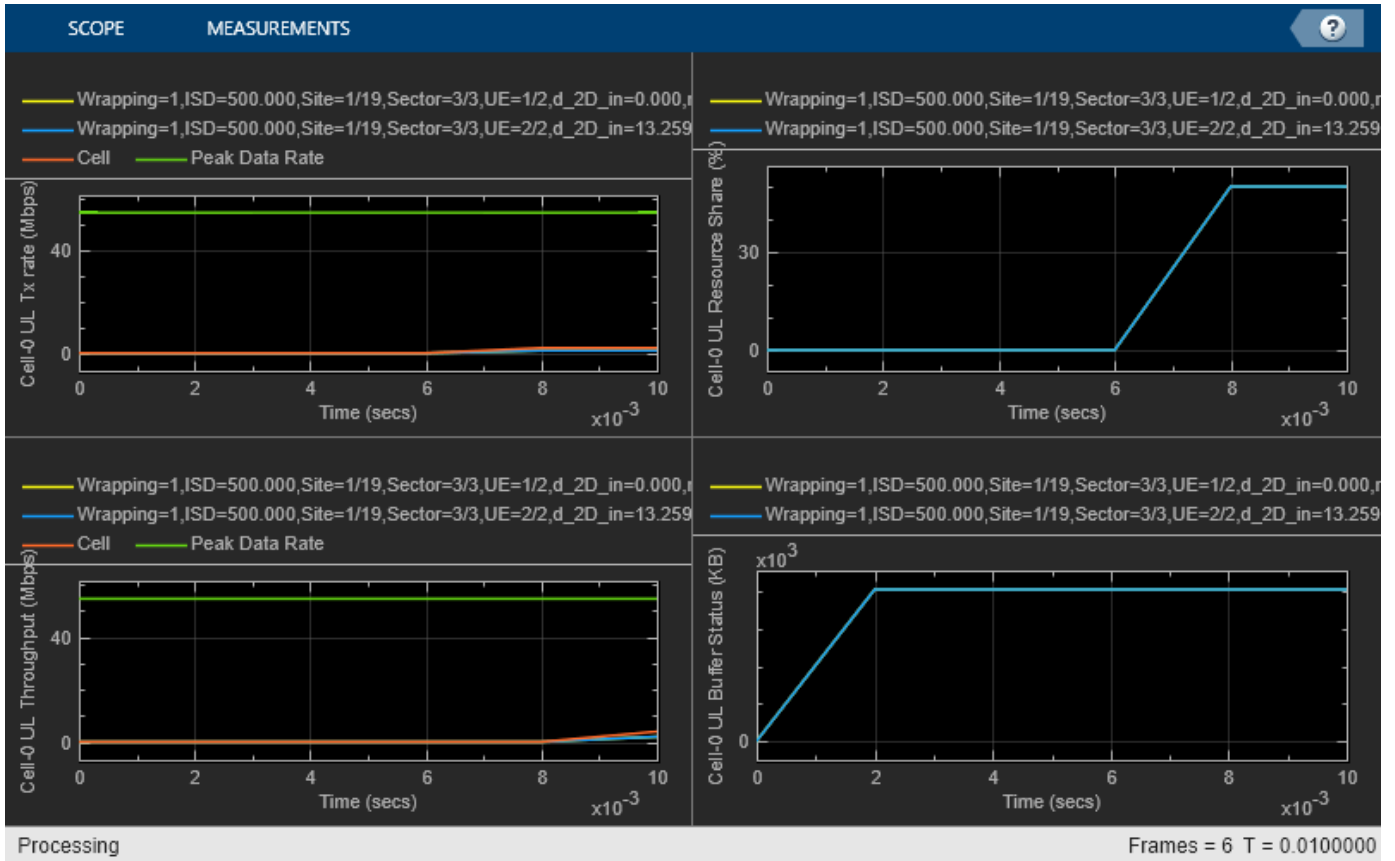 SCOPE MEASUREMENTS ?
Wrapping=1,ISD=500.000,Site=1/19,Sector=3/3,UE=1/2,d_2D_in=0.000,r
Wrapping=1,ISD=500.000,Site=1/19,Sector=3/3,UE=2/2,d_2D_in=13.259
Cell Peak Data Rate
Cell-0 UL Tx rate (Mbps)
40
0
0 2 4 6 8 10
Time (secs)
x10-3
Wrapping=1,ISD=500.000,Site=1/19,Sector=3/3,UE=1/2,d_2D_in=0.000,r
Wrapping=1,ISD=500.000,Site=1/19,Sector=3/3,UE=2/2,d_2D_in=13.259
Cell-0 UL Resource Share (%)
30
0
0 2 4 6 8 10
Time (secs)
x10-3
Wrapping=1,ISD=500.000,Site=1/19,Sector=3/3,UE=1/2,d_2D_in=0.000,r
Wrapping=1,ISD=500.000,Site=1/19,Sector=3/3,UE=2/2,d_2D_in=13.259
Cell Peak Data Rate
Cell-0 UL Throughput (Mbps)
40
0
0 2 4 6 8 10
Time (secs)
x10-3
Wrapping=1,ISD=500.000,Site=1/19,Sector=3/3,UE=1/2,d_2D_in=0.000,r
Wrapping=1,ISD=500.000,Site=1/19,Sector=3/3,UE=2/2,d_2D_in=13.259
Cell-0 UL Buffer Status (KB)
x103
0
0 2 4 6 8 10
Time (secs)
x10-3
Processing Frames = 6 T = 0.0100000